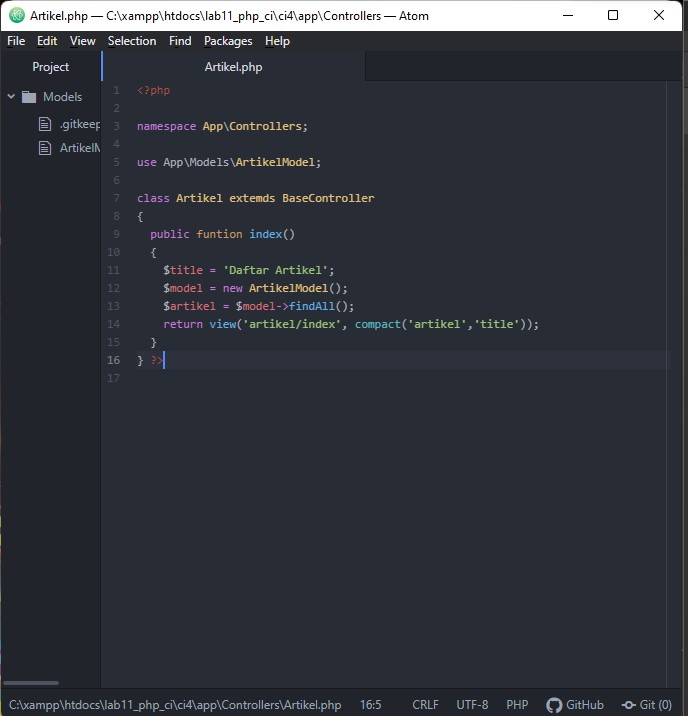 Artikel.php — C:\xampp\htdocs\lab11_php_ci\ci4\app\Controllers — Atom
File Edit View Selection Find Packages Help
Project
Artikel.php
Models
.gitkeep
ArtikelM
1 <?php
2
3 namespace App\Controllers;
4
5 use App\Models\ArtikelModel;
6
7 class Artikel extemds BaseController
8 {
9 public funtion index()
10 {
11 $title = 'Daftar Artikel';
12 $model = new ArtikelModel();
13 $artikel = $model->findAll();
14 return view('artikel/index', compact('artikel','title'));
15 }
16 } ?>
17
C:\xampp\htdocs\lab11_php_ci\ci4\app\Controllers\Artikel.php 16:5 CRLF UTF-8 PHP GitHub Git (0)